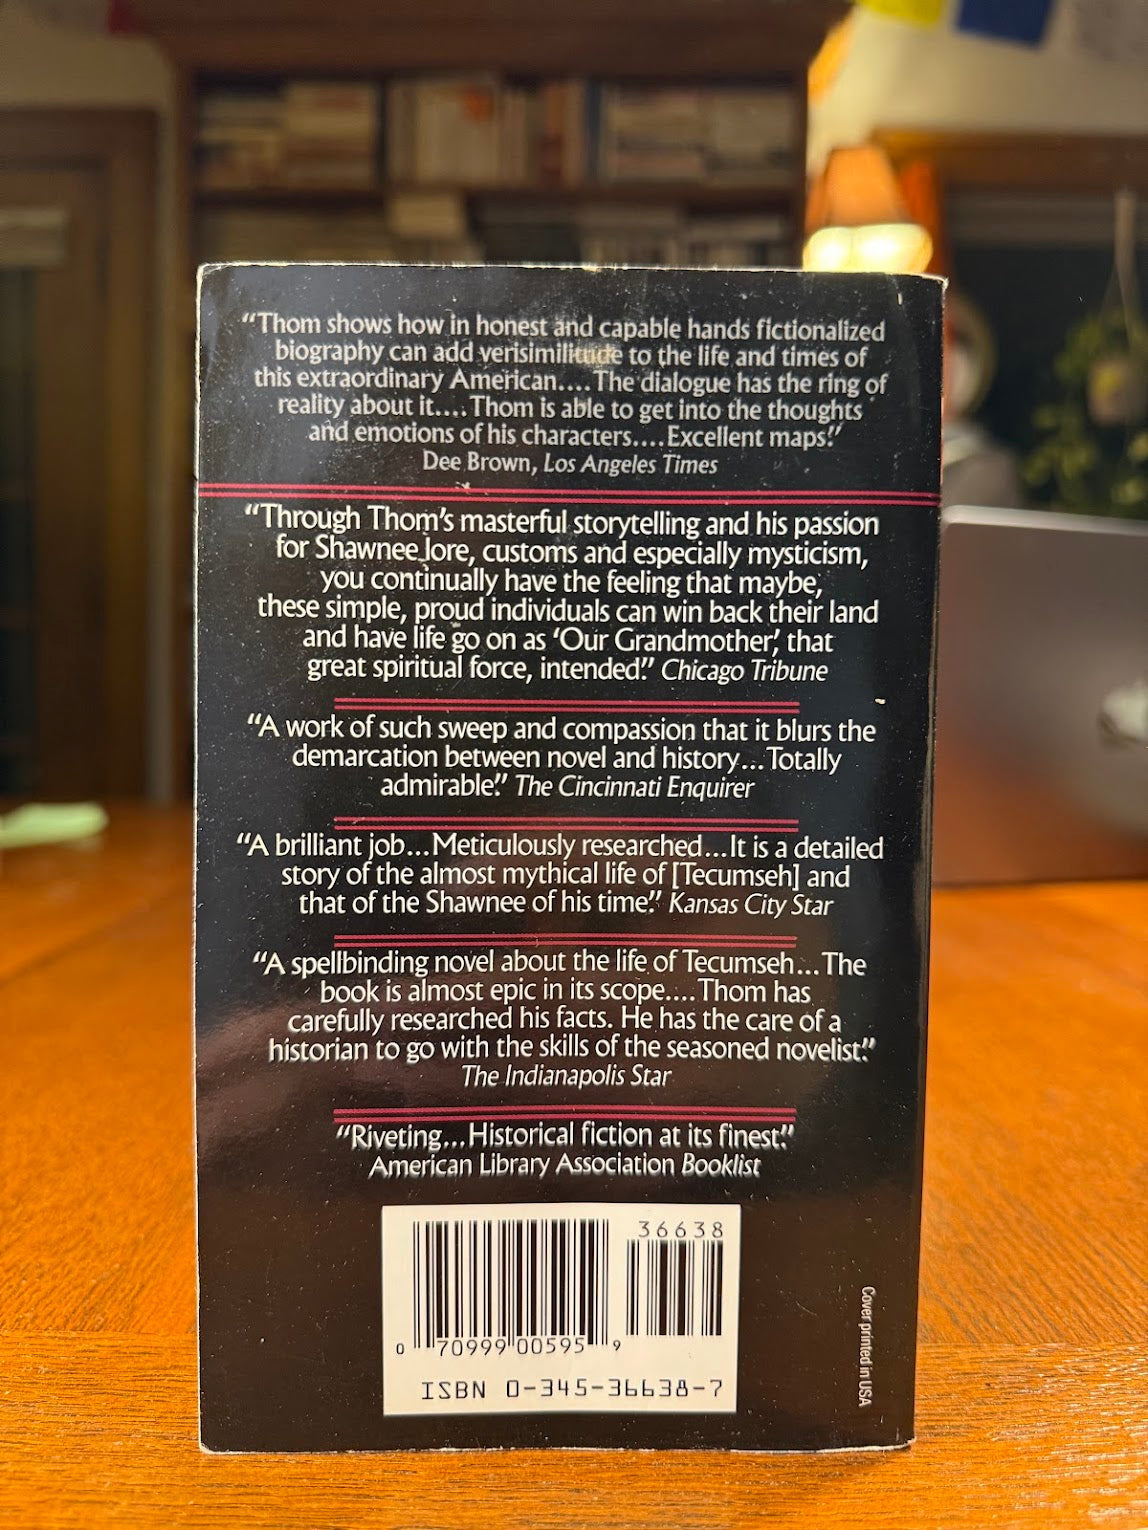 “Thom shows how in honest and capable hands fictionalized
biography can add verisimilitude to the life and times of
this extraordinary American....The dialogue has the ring of
reality about it....Thom is able to get into the thoughts
and emotions of his characters....Excellent maps.”
Dee Brown, Los Angeles Times
“Through Thom’s masterful storytelling and his passion
for Shawnee lore, customs and especially mysticism,
you continually have the feeling that maybe,
these simple, proud individuals can win back their land
and have life go on as ‘Our Grandmother,’ that
great spiritual force, intended.” Chicago Tribune
“A work of such sweep and compassion that it blurs the
demarcation between novel and history...Totally
admirable.” The Cincinnati Enquirer
“A brilliant job...Meticulously researched...It is a detailed
story of the almost mythical life of [Tecumseh] and
that of the Shawnee of his time.” Kansas City Star
“A spellbinding novel about the life of Tecumseh...The
book is almost epic in its scope....Thom has
carefully researched his facts. He has the care of a
historian to go with the skills of the seasoned novelist.”
The Indianapolis Star
“Riveting...Historical fiction at its finest.”
American Library Association Booklist
36638
0 70999 00595 9
ISBN 0-345-36638-7
Cover printed in USA